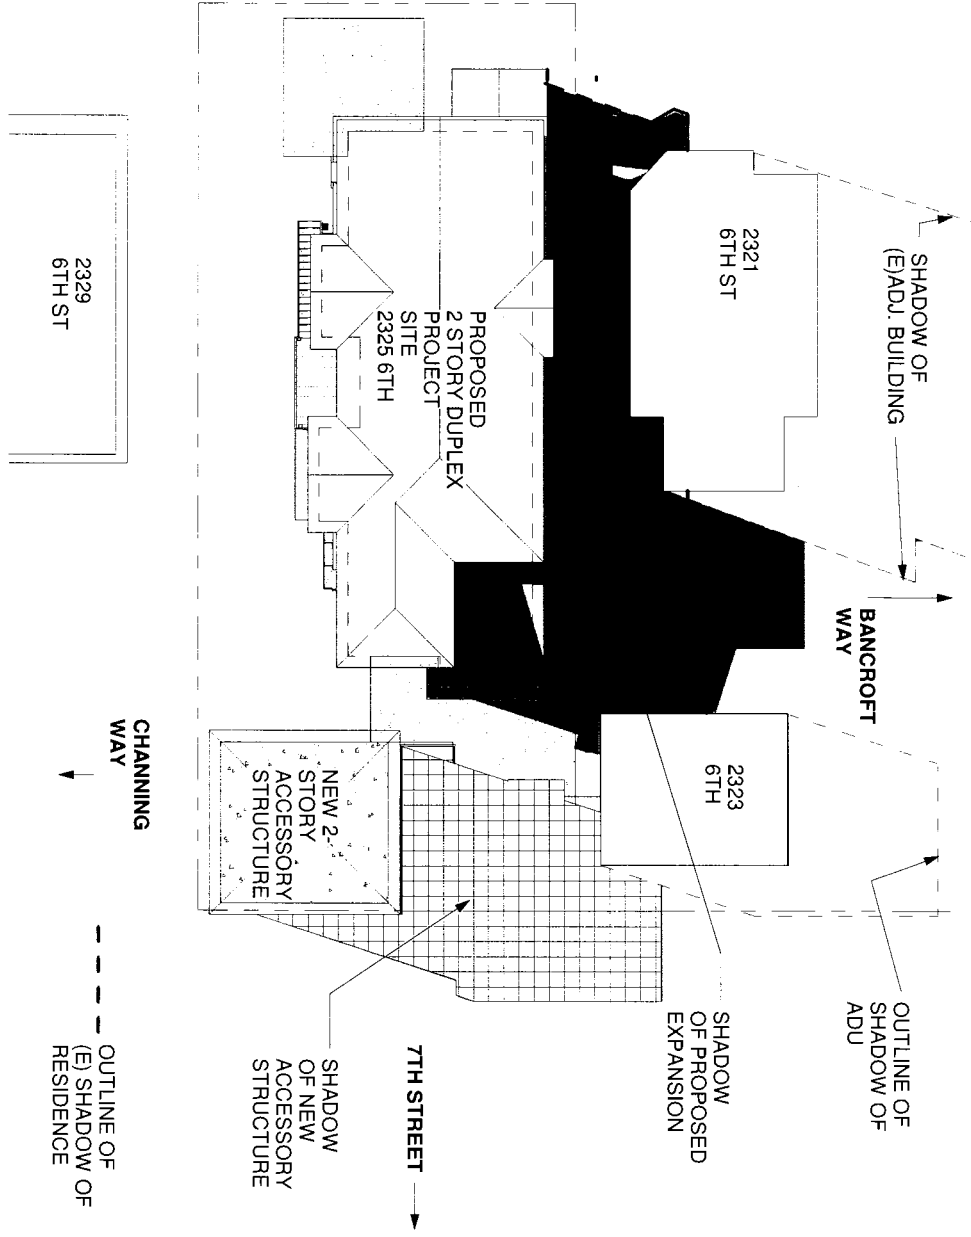 2321
6TH ST
SHADOW OF
(E)ADJ. BUILDING
BANCROFT
WAY
2329
6TH ST
PROPOSED
2 STORY DUPLEX
PROJECT
SITE
2325 6TH
2323
6TH
OUTLINE OF
SHADOW OF
ADU
CHANNING
WAY
NEW 2-
STORY
ACCESSORY
STRUCTURE
SHADOW
OF PROPOSED
EXPANSION
7TH STREET
SHADOW
OF NEW
ACCESSORY
STRUCTURE
OUTLINE OF
(E) SHADOW OF
RESIDENCE